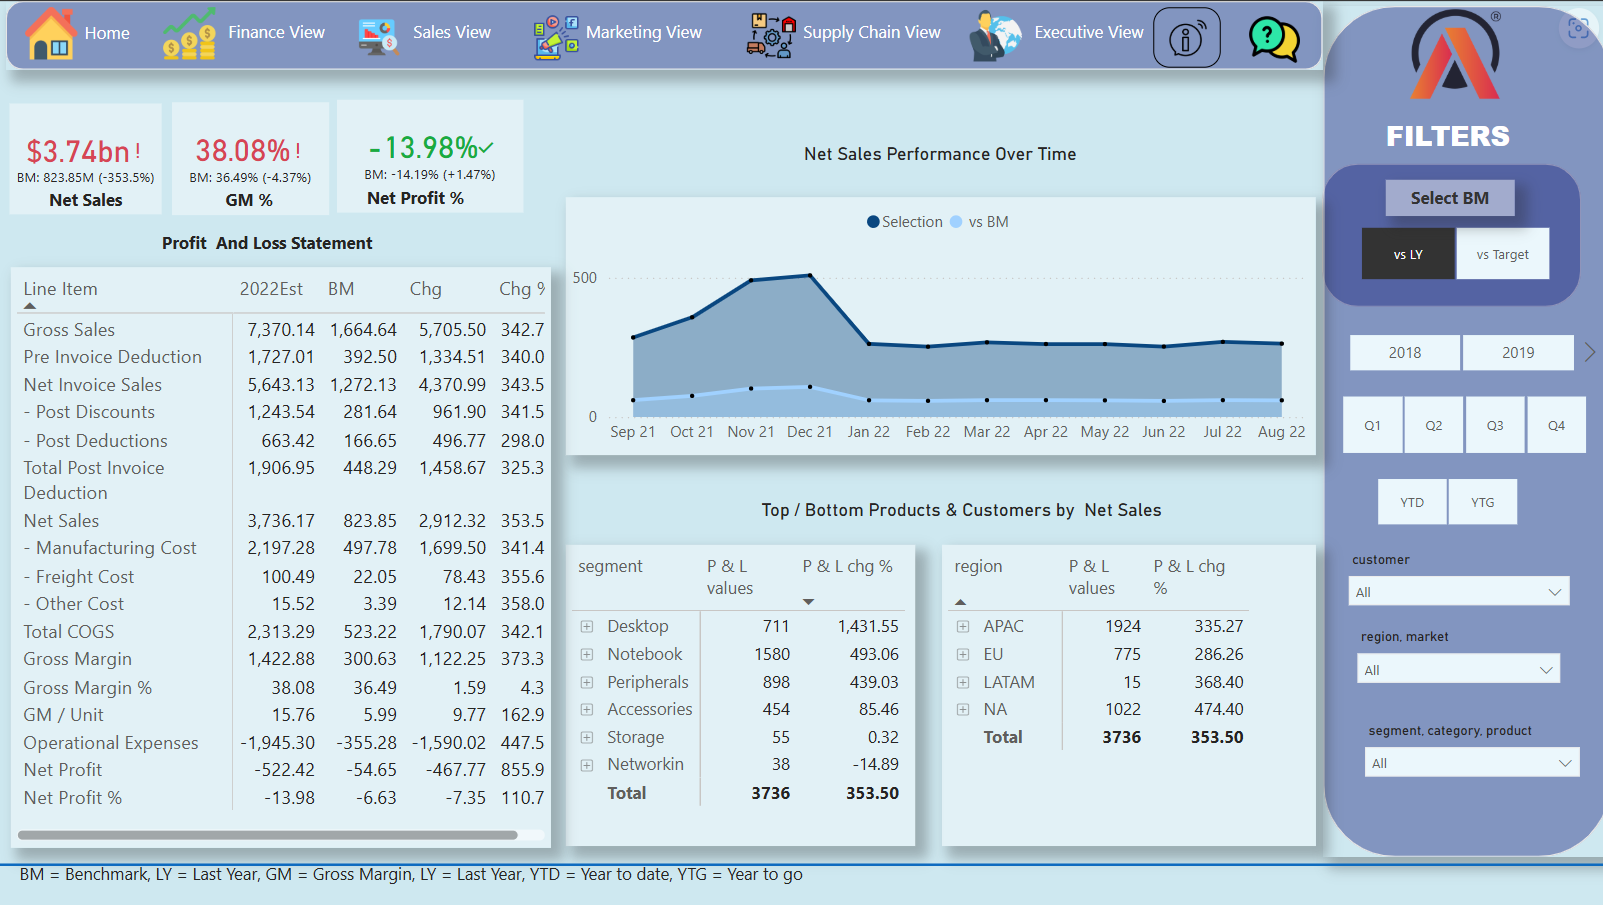 Home
Finance View
Sales View
Marketing View
Supply Chain View
Executive View
®
FILTERS
Select BM
vs LY
vs Target
2018
2019
Q1
Q2
Q3
Q4
YTD
YTG
customer
All
region, market
All
segment, category, product
All
$3.74bn !
BM: 823.85M (-353.5%)
Net Sales
38.08% !
BM: 36.49% (-4.37%)
GM %
-13.98%
BM: -14.19% (+1.47%)
Net Profit %
Profit And Loss Statement
Line Item 2022Est BM Chg Chg %
Gross Sales 7,370.14 1,664.64 5,705.50 342.7
Pre Invoice Deduction 1,727.01 392.50 1,334.51 340.0
Net Invoice Sales 5,643.13 1,272.13 4,370.99 343.5
- Post Discounts 1,243.54 281.64 961.90 341.5
- Post Deductions 663.42 166.65 496.77 298.0
Total Post Invoice 1,906.95 448.29 1,458.67 325.3
Deduction
Net Sales 3,736.17 823.85 2,912.32 353.5
- Manufacturing Cost 2,197.28 497.78 1,699.50 341.4
- Freight Cost 100.49 22.05 78.43 355.6
- Other Cost 15.52 3.39 12.14 358.0
Total COGS 2,313.29 523.22 1,790.07 342.1
Gross Margin 1,422.88 300.63 1,122.25 373.3
Gross Margin % 38.08 36.49 1.59 4.3
GM / Unit 15.76 5.99 9.77 162.9
Operational Expenses -1,945.30 -355.28 -1,590.02 447.5
Net Profit -522.42 -54.65 -467.77 855.9
Net Profit % -13.98 -6.63 -7.35 110.7
Net Sales Performance Over Time
Selection vs BM
500
0
Sep 21 Oct 21 Nov 21 Dec 21 Jan 22 Feb 22 Mar 22 Apr 22 May 22 Jun 22 Jul 22 Aug 22
Top / Bottom Products & Customers by Net Sales
segment P & L values P & L chg %
Desktop 711 1,431.55
Notebook 1580 493.06
Peripherals 898 439.03
Accessories 454 85.46
Storage 55 0.32
Networkin 38 -14.89
Total 3736 353.50
region P & L values P & L chg %
APAC 1924 335.27
EU 775 286.26
LATAM 15 368.40
NA 1022 474.40
Total 3736 353.50
BM = Benchmark, LY = Last Year, GM = Gross Margin, LY = Last Year, YTD = Year to date, YTG = Year to go